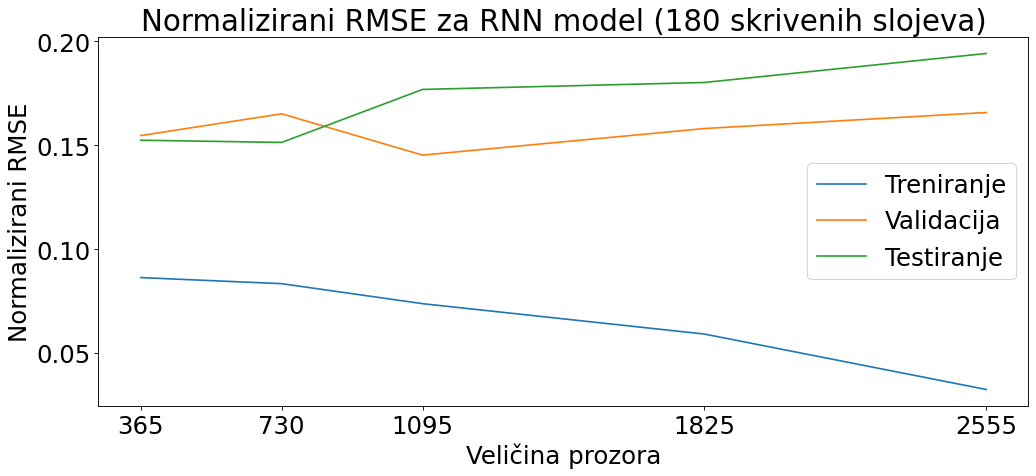 Normalizirani RMSE za RNN model (180 skrivenih slojeva)
Normalizirani RMSE
0.20
0.15
0.10
0.05
Treniranje
Validacija
Testiranje
365 730 1095 1825 2555
Veličina prozora